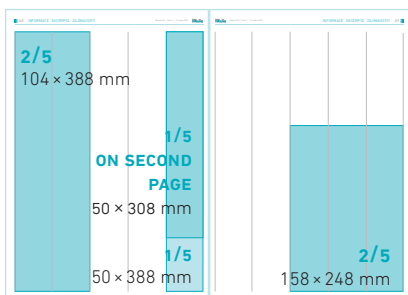 2/5
104 × 388 mm
1/5
ON SECOND
PAGE
50 × 308 mm
1/5
50 × 388 mm
2/5
158 × 248 mm